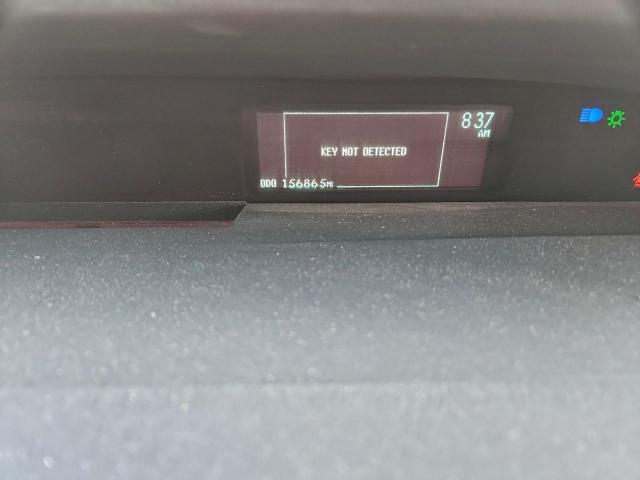 8:37
AM
KEY NOT DETECTED
ODO 156865MI